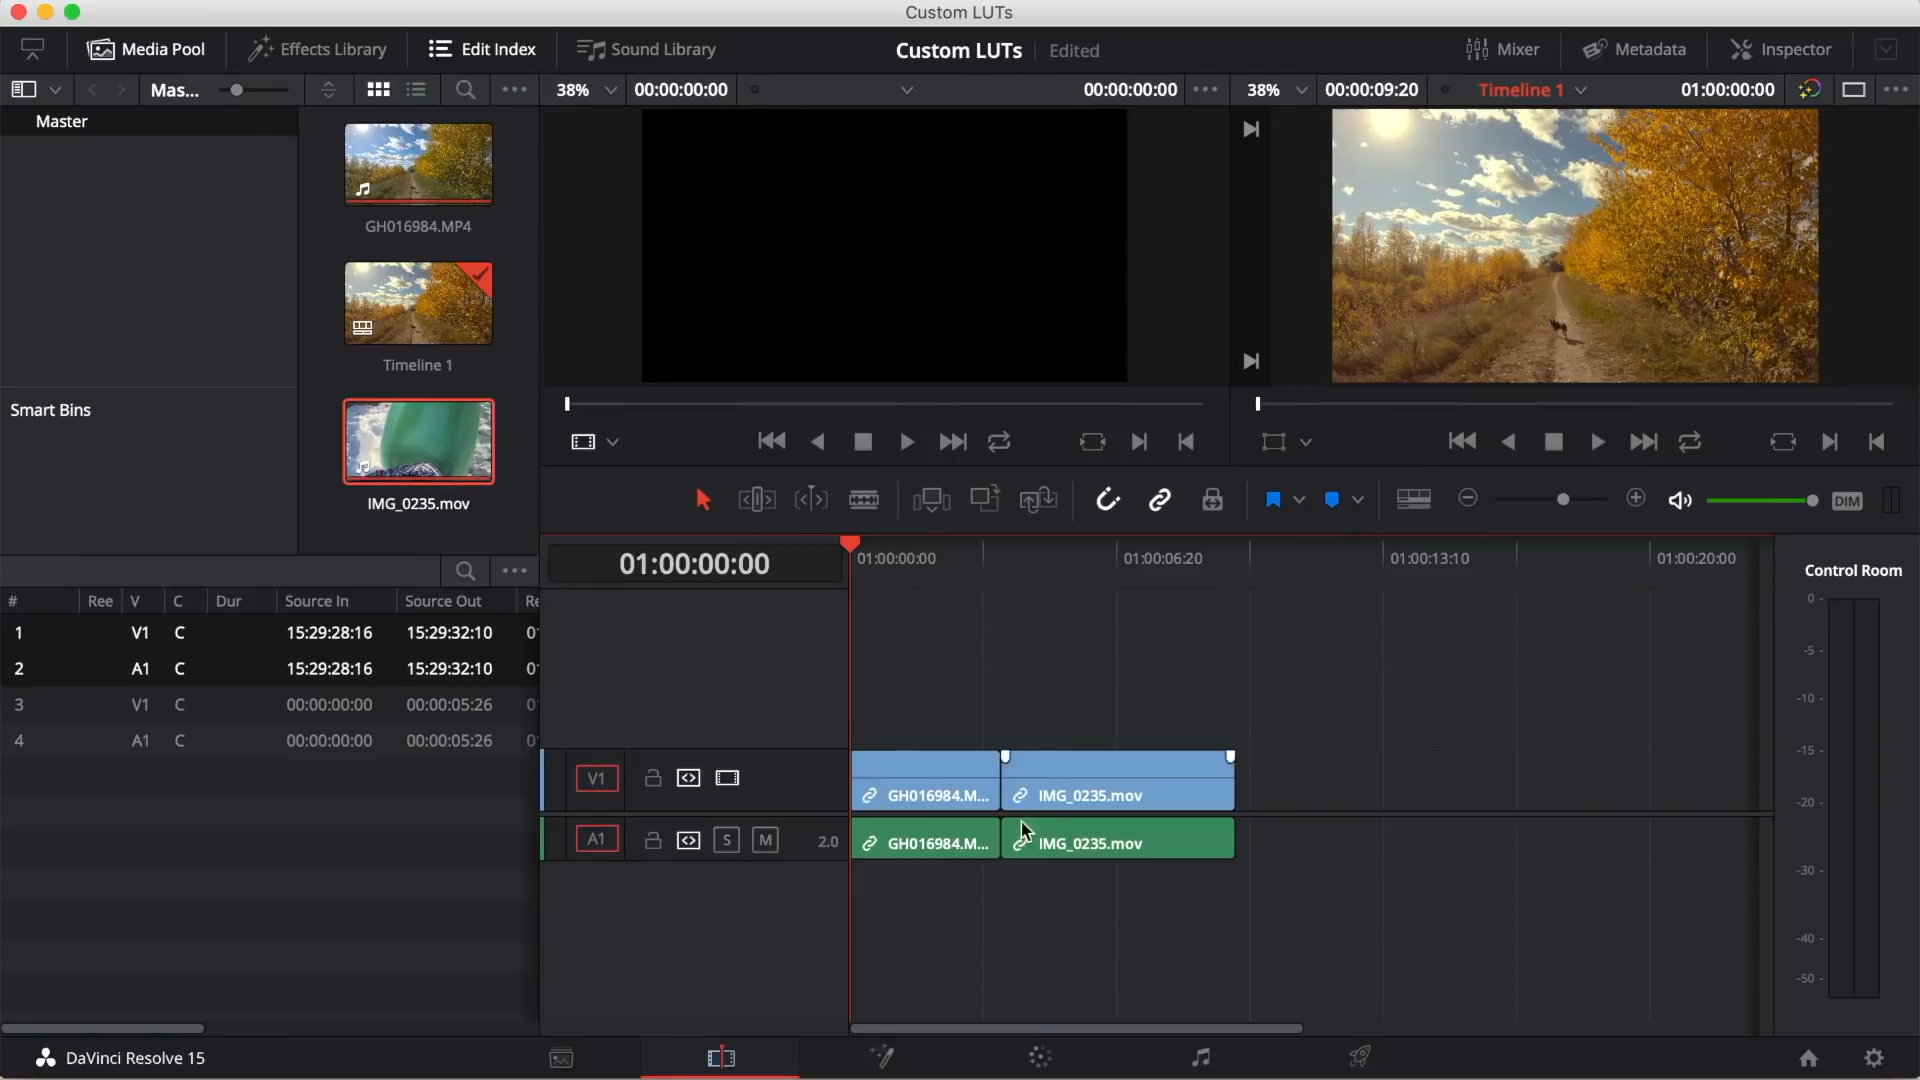 Custom LUTs
Media Pool
Effects Library
Edit Index
Sound Library
Custom LUTs
Edited
Mixer
Metadata
Inspector
Mas...
38%
00:00:00:00
00:00:00:00
38%
00:00:09:20
Timeline 1
01:00:00:00
Master
GH016984.MP4
Timeline 1
Smart Bins
IMG_0235.mov
DIM
01:00:00:00
01:00:00:00
01:00:06:20
01:00:13:10
01:00:20:00
Control Room
# Ree V C Dur Source In Source Out Re
1 V1 C 15:29:28:16 15:29:32:10 01
2 A1 C 15:29:28:16 15:29:32:10 01
3 V1 C 00:00:00:00 00:00:05:26 01
4 A1 C 00:00:00:00 00:00:05:26 01
V1
GH016984.M...
IMG_0235.mov
A1
S
M
2.0
GH016984.M...
IMG_0235.mov
0
-5
-10
-15
-20
-30
-40
-50
DaVinci Resolve 15